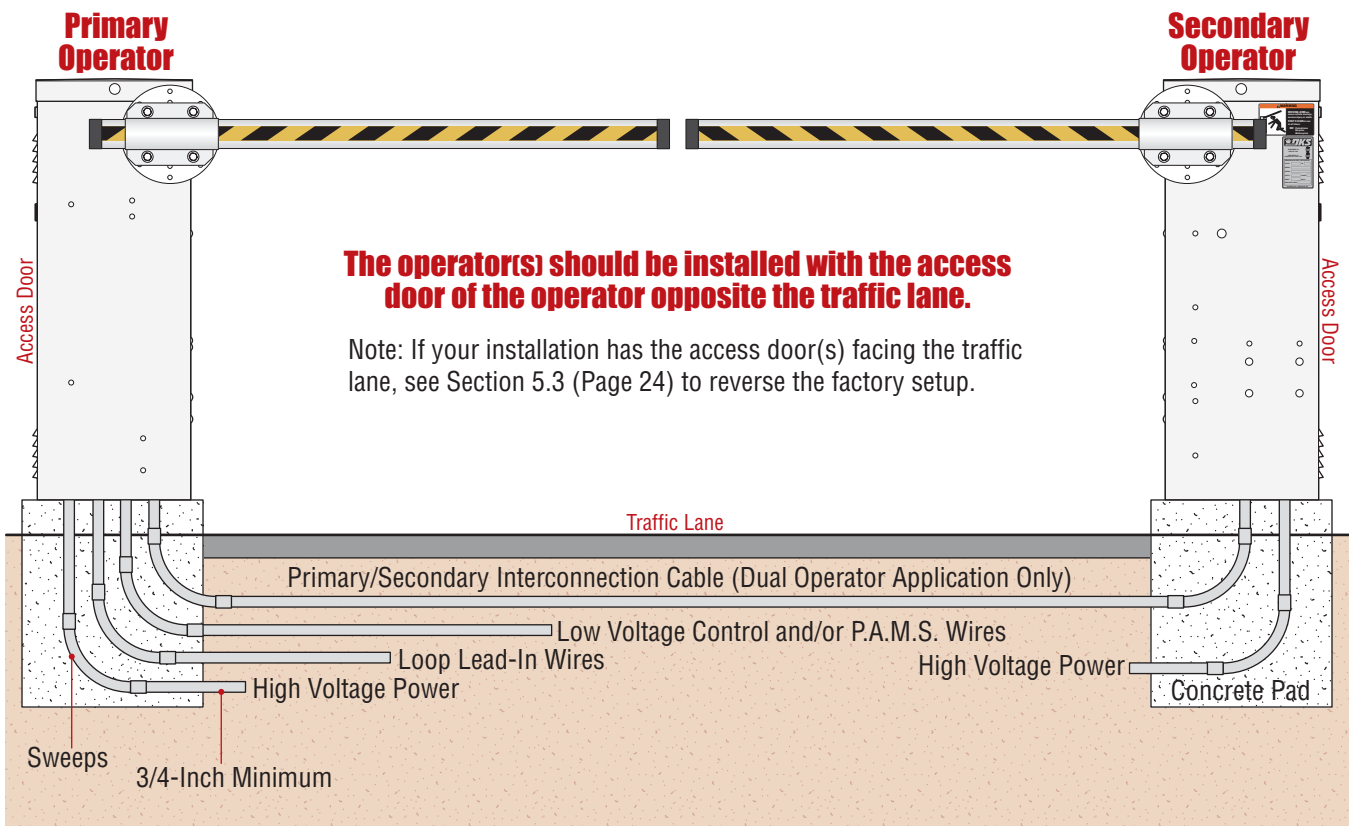 Primary
Operator
Secondary
Operator
WARNING
DKS
Access Door
Access Door
The operator(s) should be installed with the access
door of the operator opposite the traffic lane.
Note: If your installation has the access door(s) facing the traffic
lane, see Section 5.3 (Page 24) to reverse the factory setup.
Traffic Lane
Primary/Secondary Interconnection Cable (Dual Operator Application Only)
Low Voltage Control and/or P.A.M.S. Wires
Loop Lead-In Wires
High Voltage Power
High Voltage Power
Concrete Pad
Sweeps
3/4-Inch Minimum